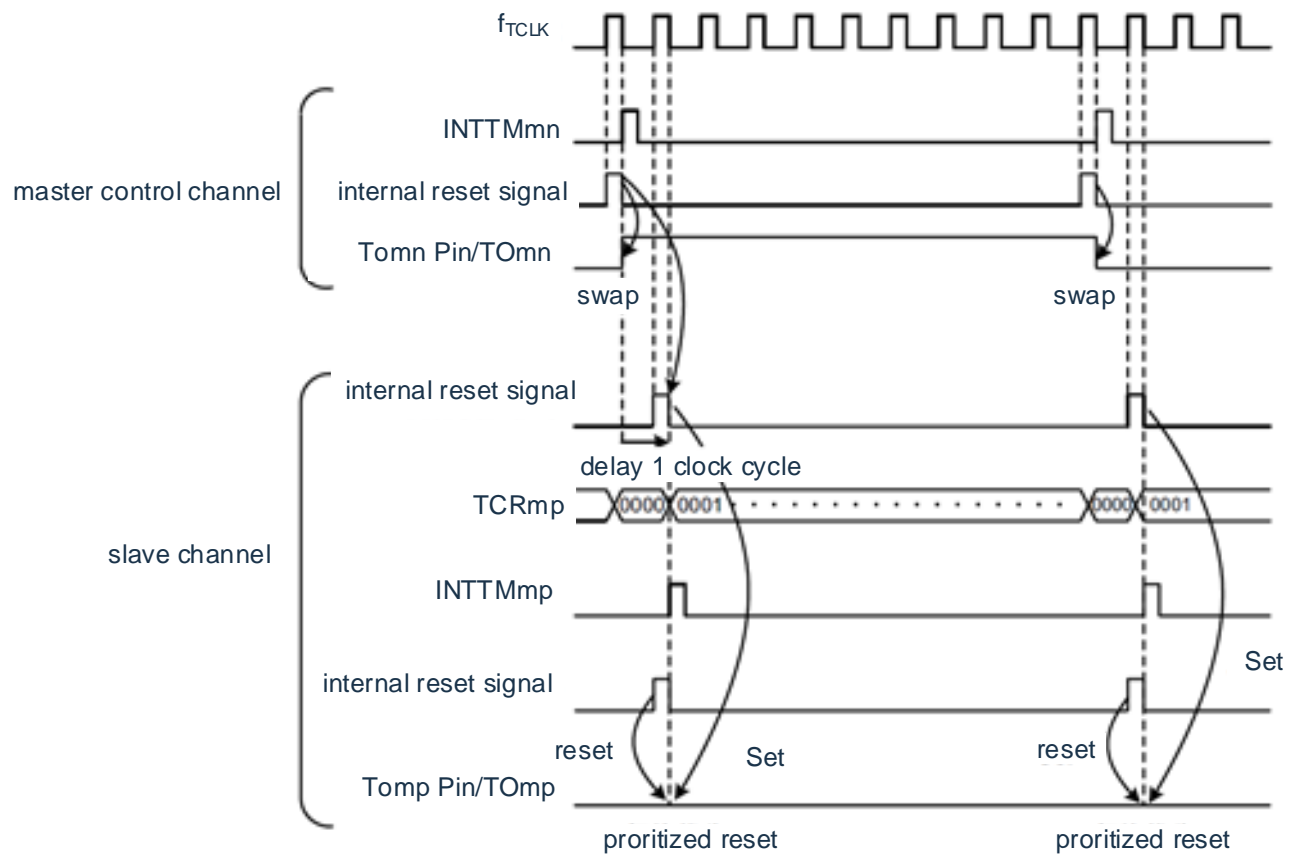 fTCLK
INTTMmn
master control channel
internal reset signal
Tomn Pin/TOmn
swap
swap
internal reset signal
delay 1 clock cycle
TCRmp
0000
0001
0000
0001
slave channel
INTTMmp
Set
internal reset signal
reset
Set
reset
Tomp Pin/TOmp
proritized reset
proritized reset